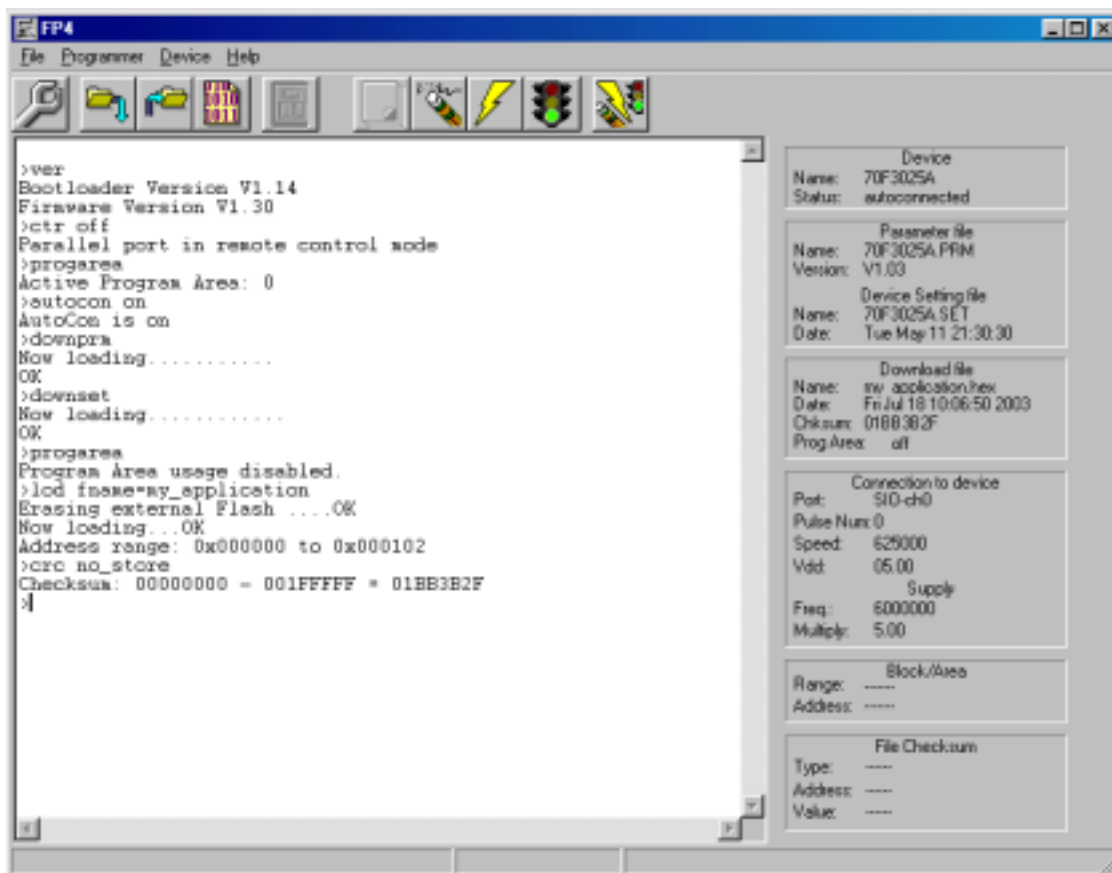 FP4
File Programmer Device Help
>ver
Bootloader Version V1.14
Firmware Version V1.30
>ctr off
Parallel port in remote control mode
>progarea
Active Program Area: 0
>autocon on
AutoCon is on
>downprm
Now loading...........
OK
>downset
Now loading............
OK
>progarea
Program Area usage disabled.
>lod fname=my_application
Erasing external Flash ....OK
Now loading...OK
Address range: 0x000000 to 0x000102
>crc no_store
Checksum: 00000000 - 001FFFFF = 01BB3B2F
>
Device
Name: 70F3025A
Status: autoconnected
Parameter file
Name: 70F3025A.PRM
Version: V1.03
Device Setting file
Name: 70F3025A.SET
Date: Tue May 11 21:30:30
Download file
Name: my_application.hex
Date: Fri Jul 18 10:06:50 2003
Chksum: 01BB3B2F
Prog.Area: off
Connection to device
Port: SIO-ch0
Pulse Num: 0
Speed: 625000
Vdd: 05.00
Supply
Freq.: 6000000
Multiply: 5.00
Block/Area
Range: -----
Address: -----
File Checksum
Type: -----
Address: -----
Value: -----